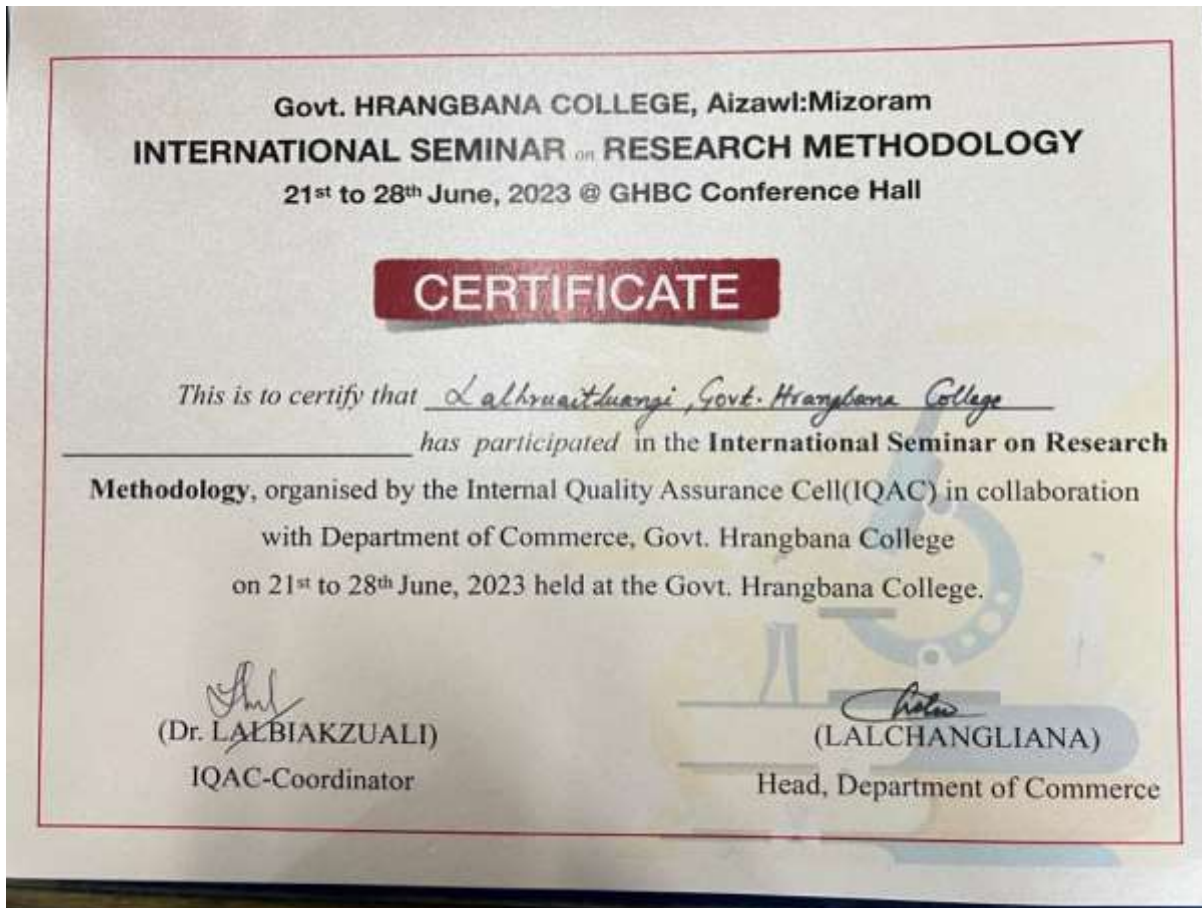 Govt. HRANGBANA COLLEGE, Aizawl:Mizoram
INTERNATIONAL SEMINAR on RESEARCH METHODOLOGY
21st to 28th June, 2023 @ GHBC Conference Hall
CERTIFICATE
This is to certify that Lalhruaitluangi, Govt. Hrangbana College
has participated in the International Seminar on Research
Methodology, organised by the Internal Quality Assurance Cell(IQAC) in collaboration
with Department of Commerce, Govt. Hrangbana College
on 21st to 28th June, 2023 held at the Govt. Hrangbana College.
(Dr. LALBIAKZUALI)
(LALCHANGLIANA)
IQAC-Coordinator
Head, Department of Commerce